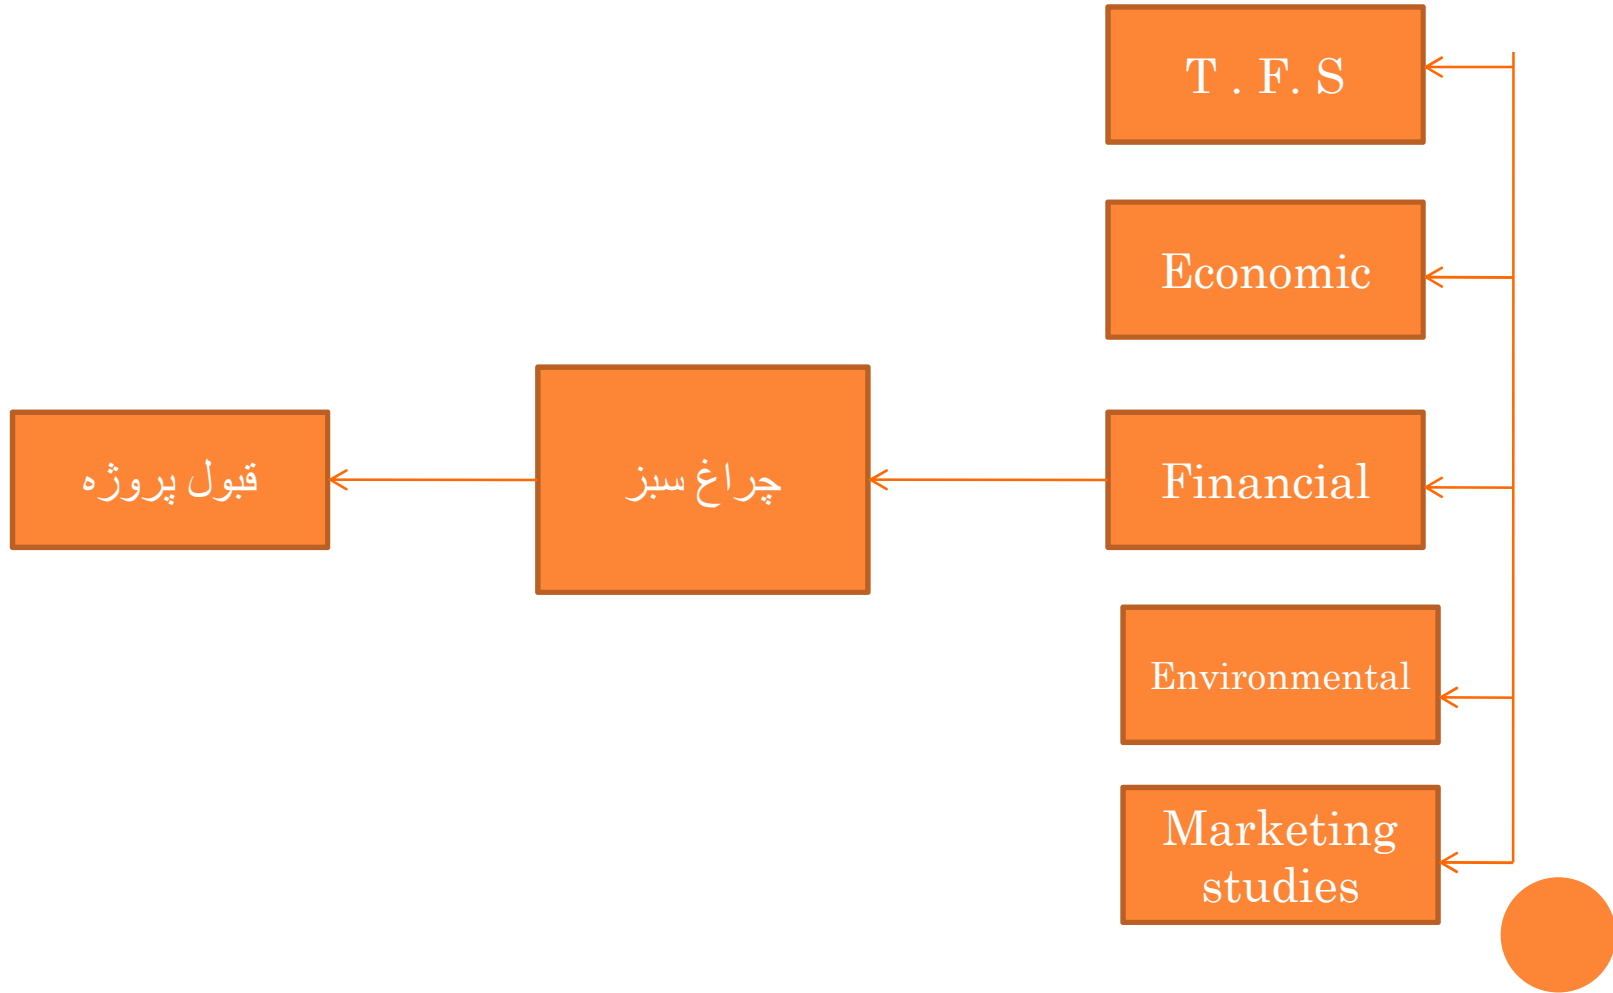 T . F. S
Economic
Financial
Environmental
Marketing
studies
چراغ سبز
قبول پروژه